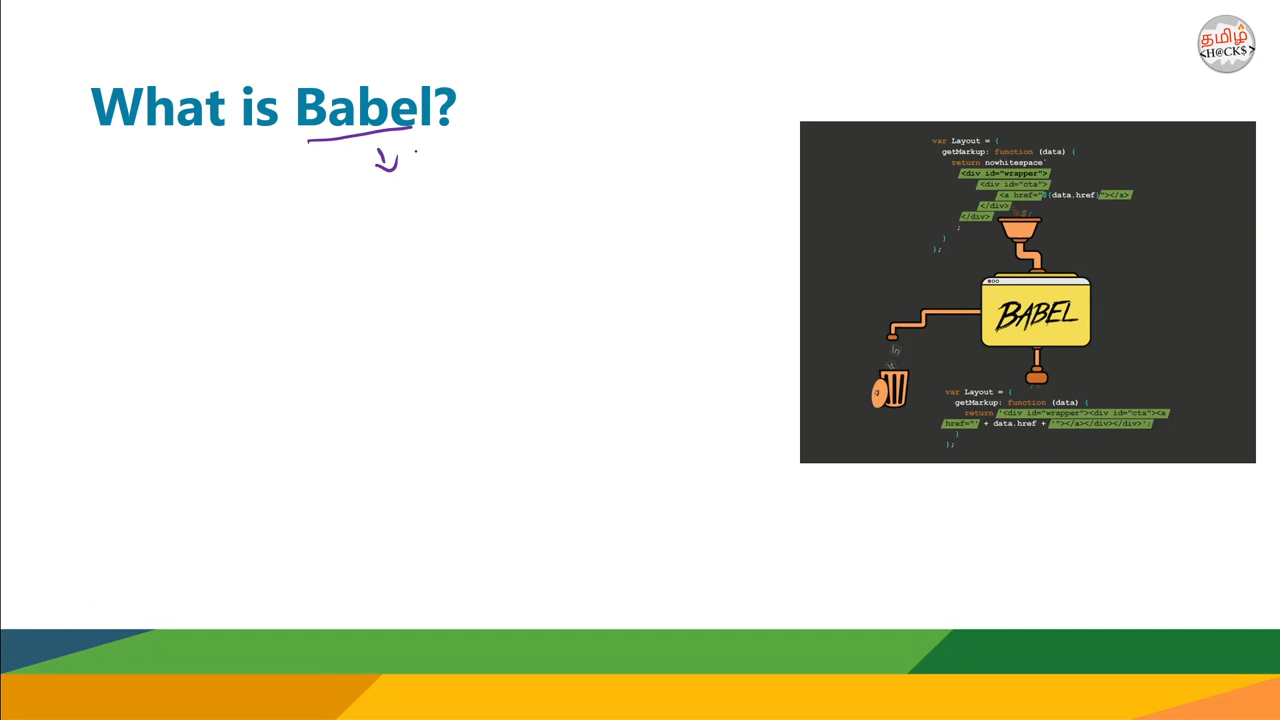 தமிழ்
<H@CK$>
What is Babel?
var Layout = {
getMarkup: function (data) {
return nowhitespace`
<div id="wrapper">
<div id="cta">
<a href="${data.href}"></a>
</div>
</div>
`;
}
};
BABEL
var Layout = {
getMarkup: function (data) {
return '<div id="wrapper"><div id="cta"><a
href="' + data.href + '"></a></div></div>';
}
};